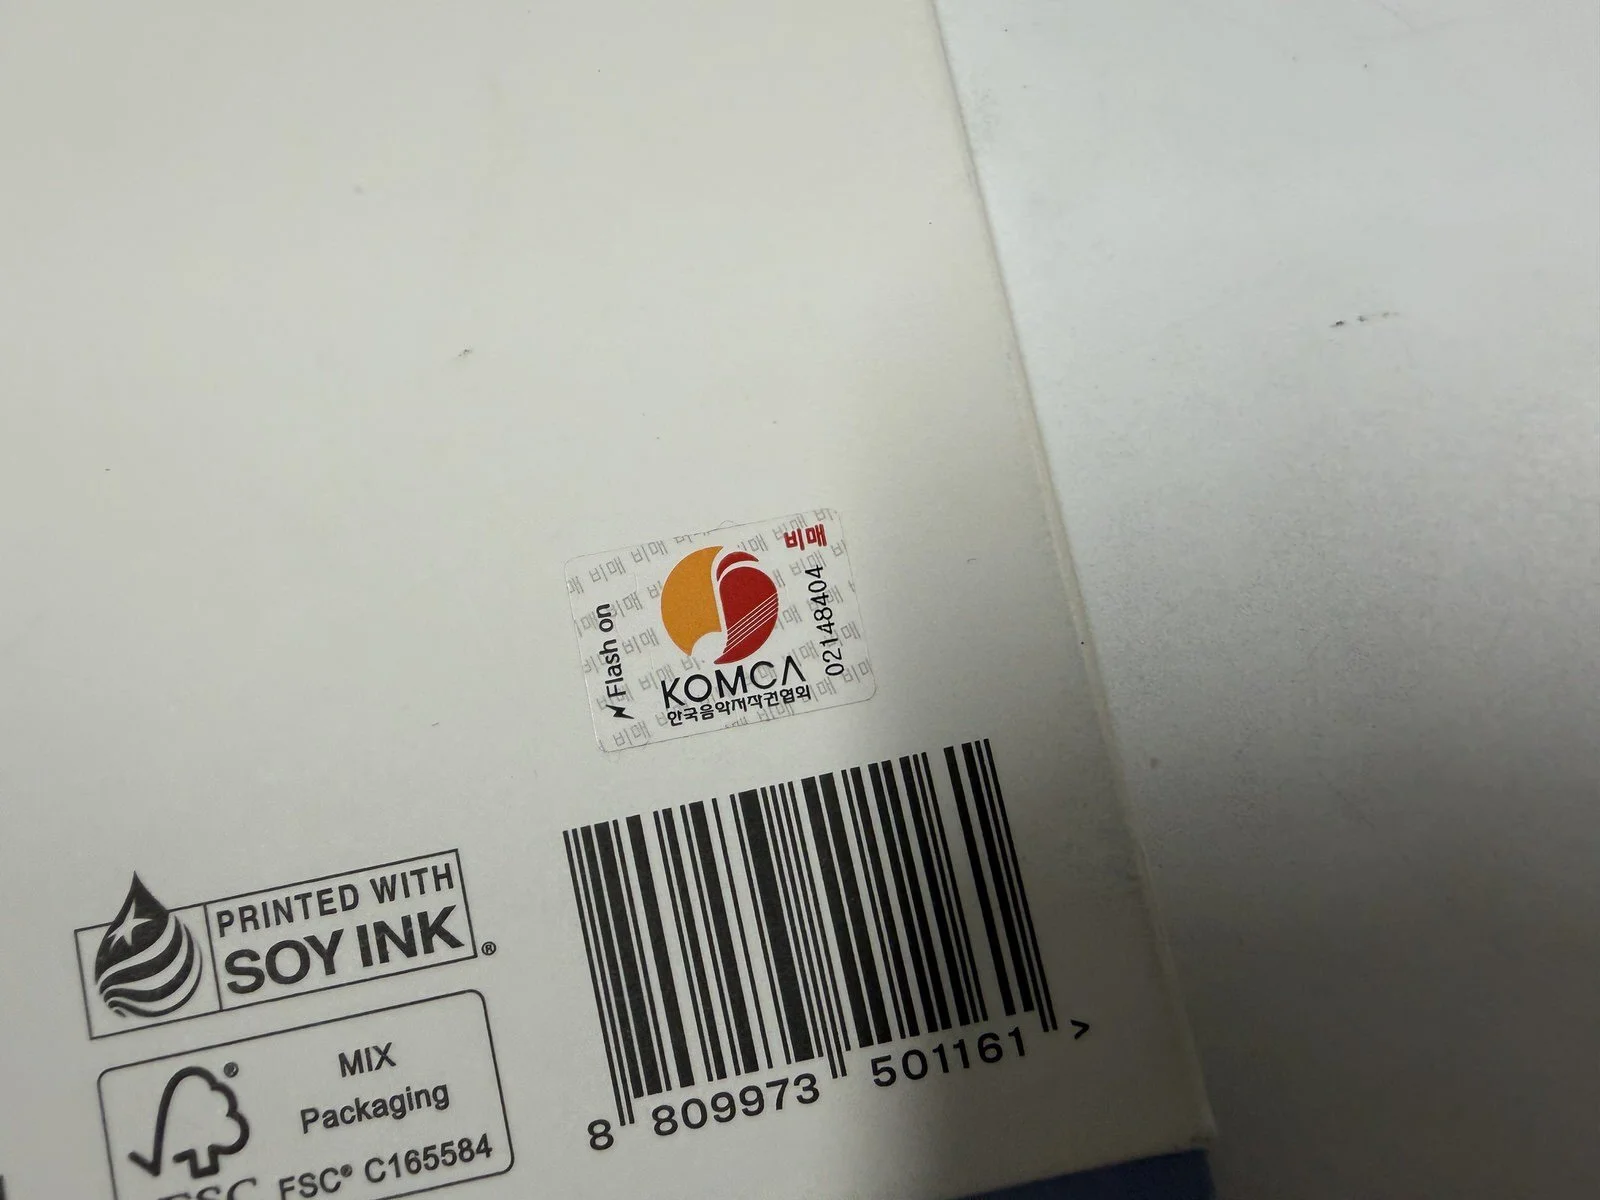 비매
Flash on
02148404
KOMCA
한국음악저작권협회
PRINTED WITH
SOY INK®
MIX
Packaging
FSC® C165584
8 809973 501161 >